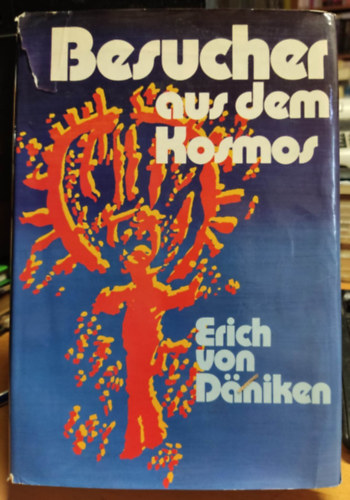 Besucher
aus dem
Kosmos
Erich
von
Däniken